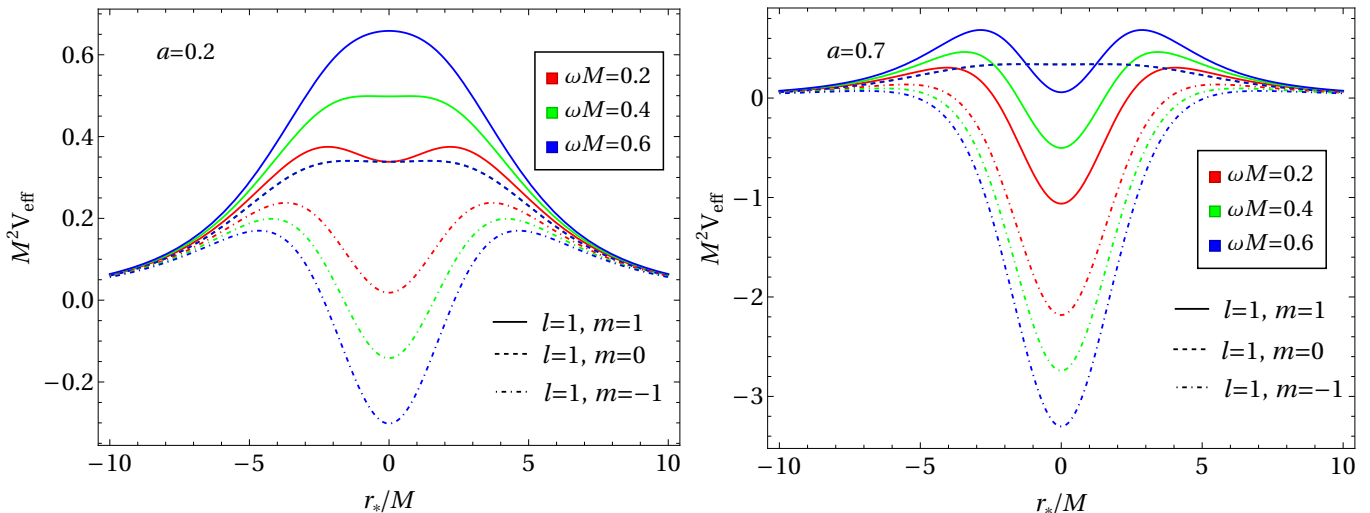 a=0.2
ωM=0.2
ωM=0.4
ωM=0.6
l=1, m=1
l=1, m=0
l=1, m=−1
0.6
0.4
0.2
0.0
−0.2
M²V_eff
−10 −5 0 5 10
r_*/M
a=0.7
ωM=0.2
ωM=0.4
ωM=0.6
l=1, m=1
l=1, m=0
l=1, m=−1
0
−1
−2
−3
M²V_eff
−10 −5 0 5 10
r_*/M